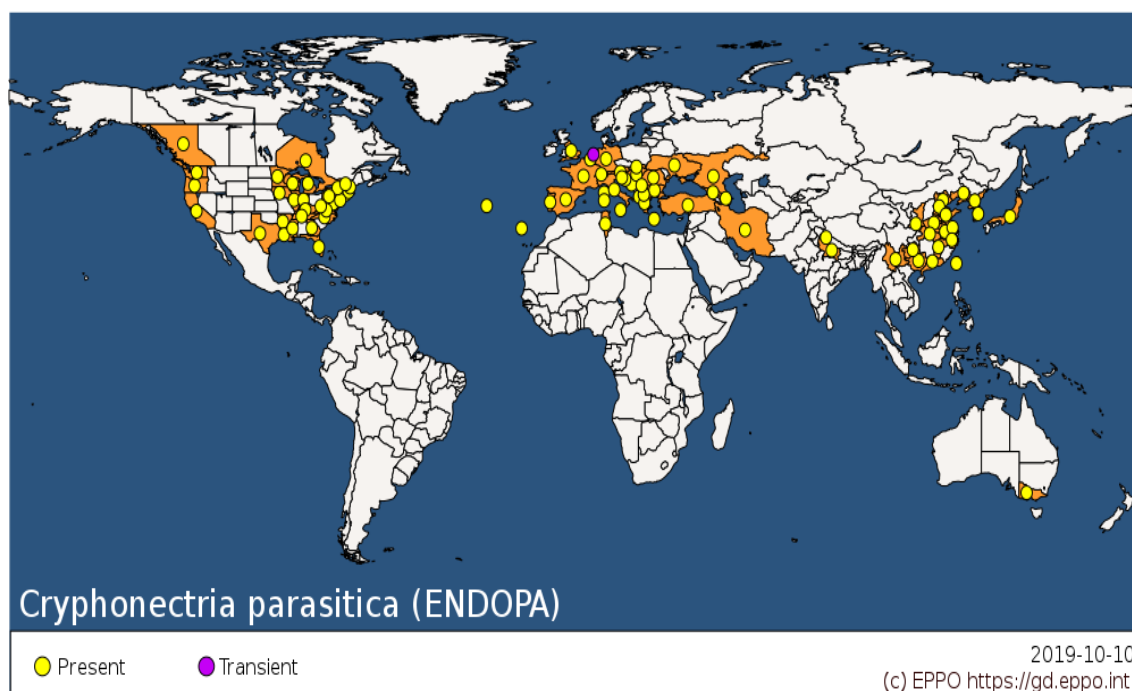 Cryphonectria parasitica (ENDOPA)
Present
Transient
2019-10-10
(c) EPPO https://gd.eppo.int